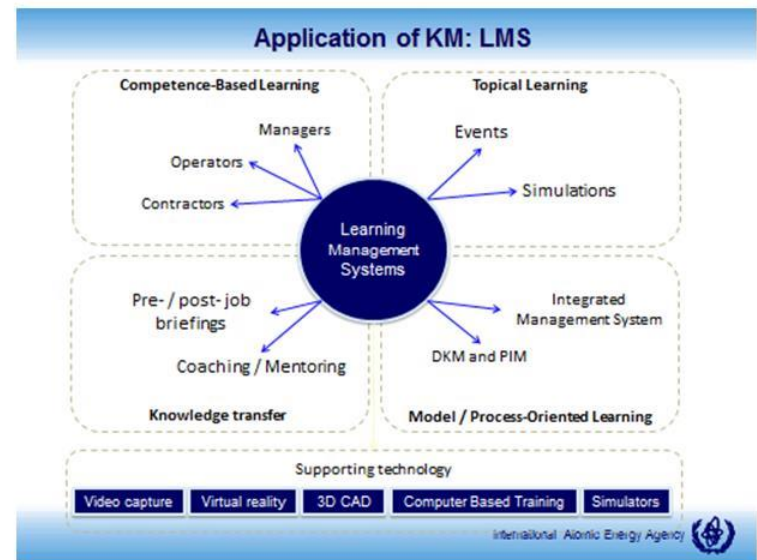 Application of KM: LMS
Competence-Based Learning
Managers
Operators
Contractors
Topical Learning
Events
Simulations
Learning
Management
Systems
Pre- / post- job
briefings
Coaching / Mentoring
Knowledge transfer
Integrated
Management System
DKM and PIM
Model / Process-Oriented Learning
Supporting technology
Video capture
Virtual reality
3D CAD
Computer Based Training
Simulators
International Atomic Energy Agency